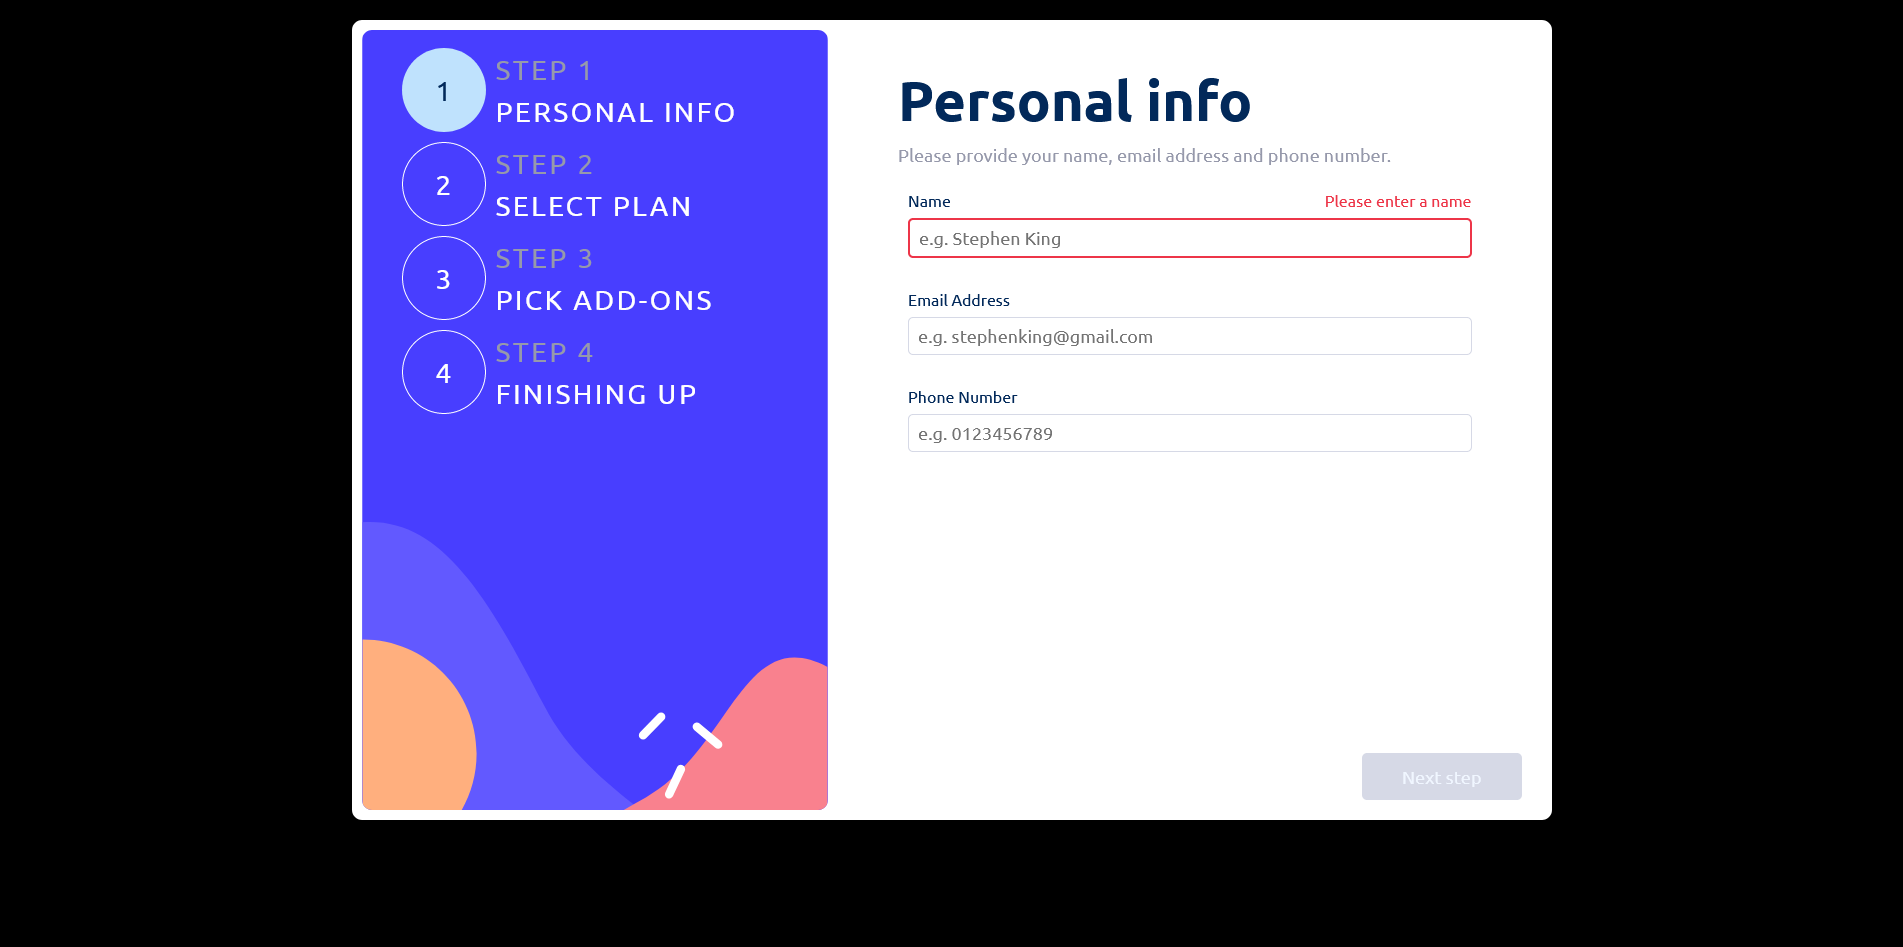 1
STEP 1
PERSONAL INFO
2
STEP 2
SELECT PLAN
3
STEP 3
PICK ADD-ONS
4
STEP 4
FINISHING UP
Personal info
Please provide your name, email address and phone number.
Name Please enter a name
e.g. Stephen King
Email Address
e.g. stephenking@gmail.com
Phone Number
e.g. 0123456789
Next step